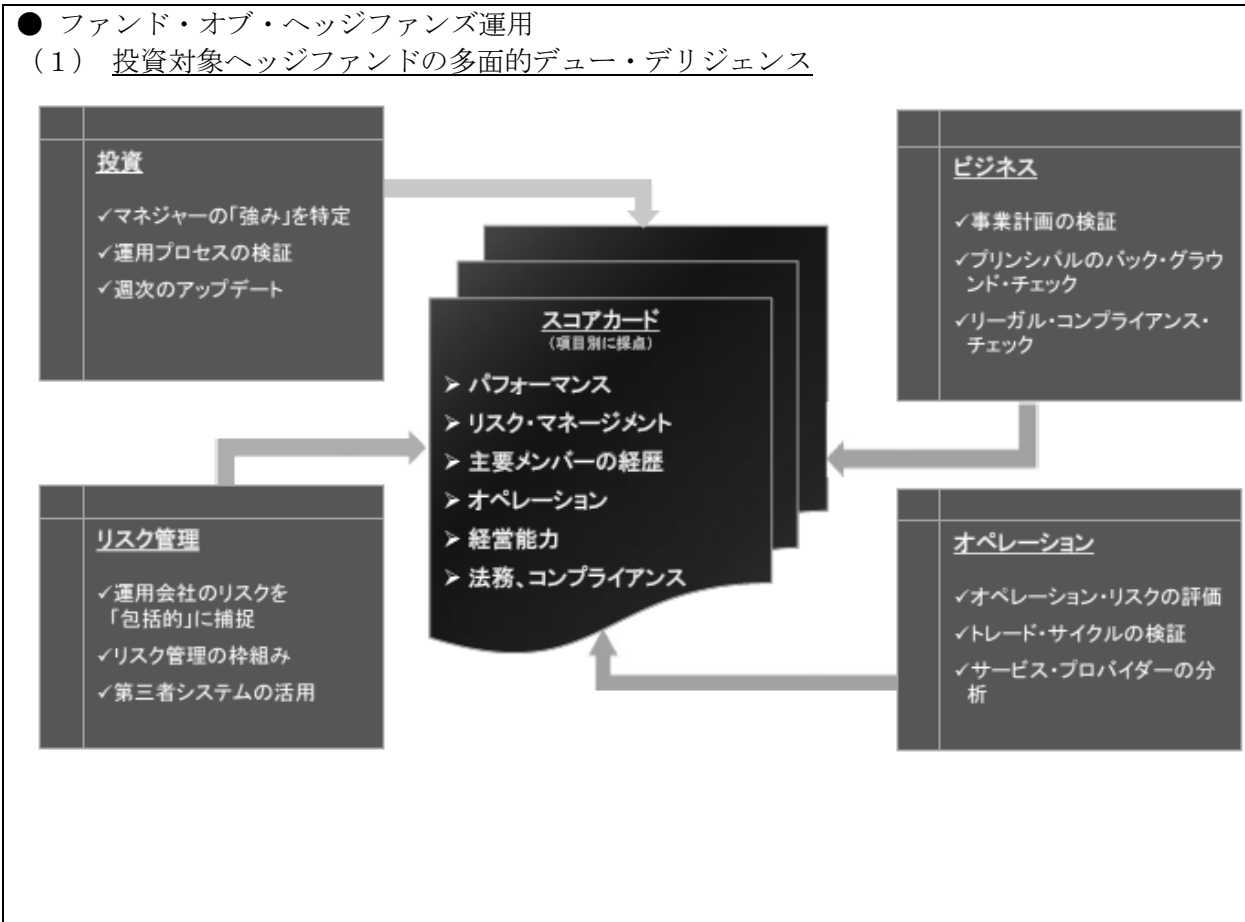 ● ファンド・オブ・ヘッジファンズ運用
（１） 投資対象ヘッジファンドの多面的デュー・デリジェンス
投資
✓マネジャーの「強み」を特定
✓運用プロセスの検証
✓週次のアップデート
ビジネス
✓事業計画の検証
✓プリンシパルのバック・グラウ
ンド・チェック
✓リーガル・コンプライアンス・
チェック
スコアカード
（項目別に採点）
➢ パフォーマンス
➢ リスク・マネージメント
➢ 主要メンバーの経歴
➢ オペレーション
➢ 経営能力
➢ 法務、コンプライアンス
リスク管理
✓運用会社のリスクを
「包括的」に捕捉
✓リスク管理の枠組み
✓第三者システムの活用
オペレーション
✓オペレーション・リスクの評価
✓トレード・サイクルの検証
✓サービス・プロバイダーの分
析